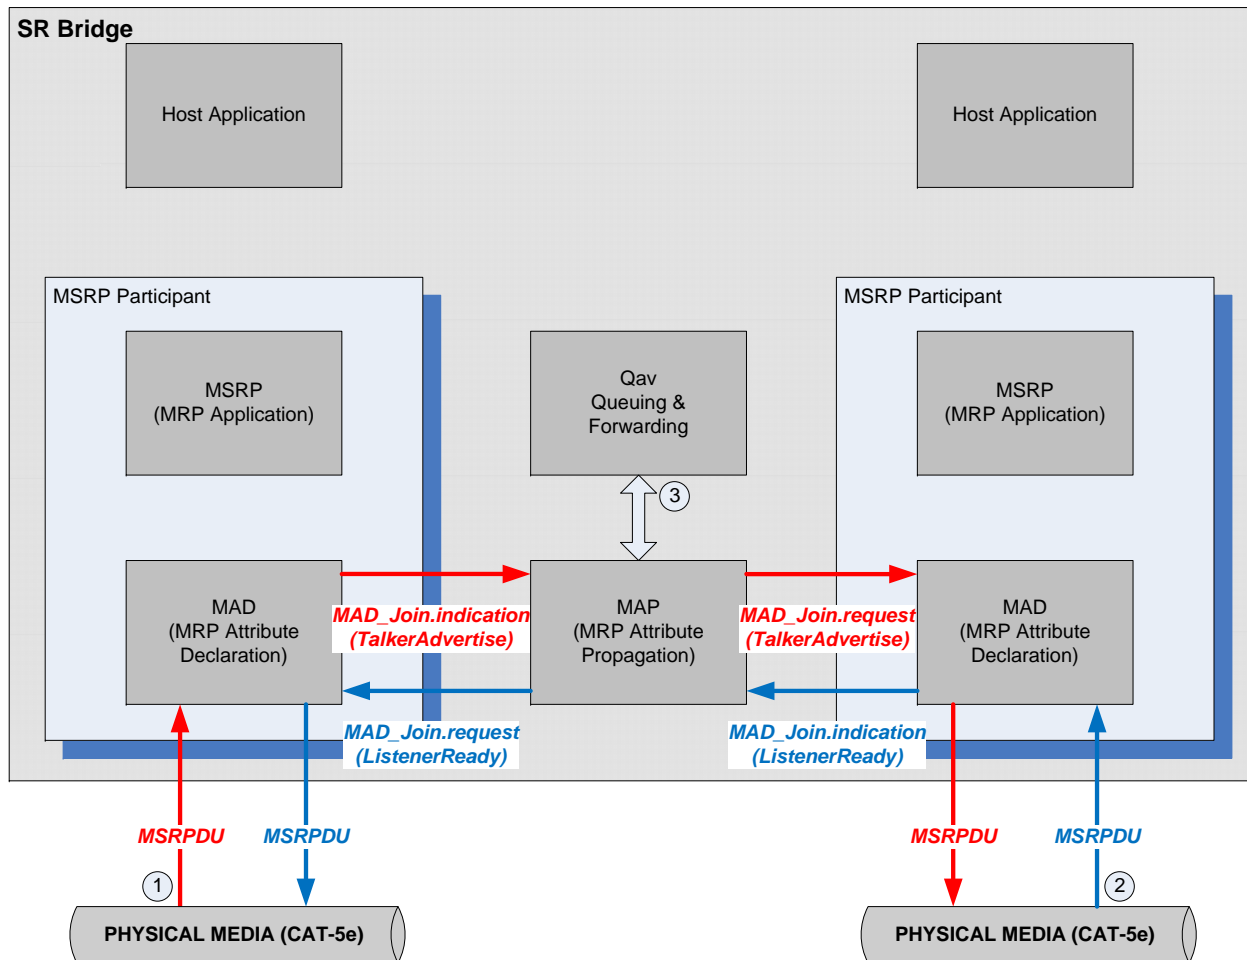 SR Bridge
Host Application
Host Application
MSRP Participant
MSRP Participant
MSRP
(MRP Application)
Qav
Queuing &
Forwarding
MSRP
(MRP Application)
3
MAD
(MRP Attribute
Declaration)
MAD_Join.indication
(TalkerAdvertise)
MAP
(MRP Attribute
Propagation)
MAD_Join.request
(TalkerAdvertise)
MAD
(MRP Attribute
Declaration)
MAD_Join.request
(ListenerReady)
MAD_Join.indication
(ListenerReady)
MSRPDU
MSRPDU
MSRPDU
MSRPDU
1
2
PHYSICAL MEDIA (CAT-5e)
PHYSICAL MEDIA (CAT-5e)